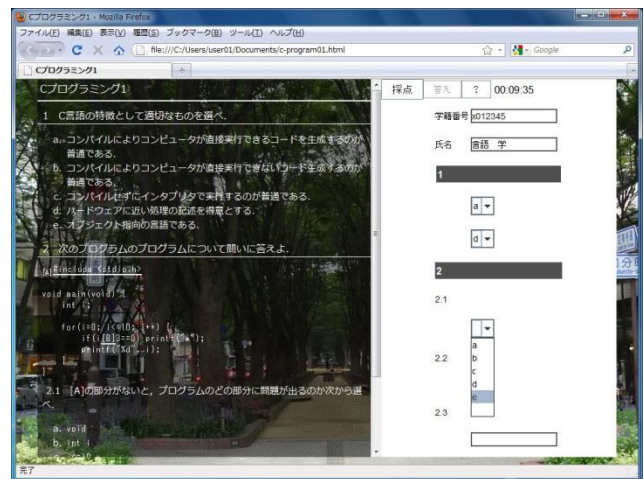 Cプログラミング1 - Mozilla Firefox
ファイル(F) 編集(E) 表示(V) 履歴(S) ブックマーク(B) ツール(T) ヘルプ(H)
file:///C:/Users/user01/Documents/c-program01.html
Google
Cプログラミング1
Cプログラミング1
1 C言語の特徴として適切なものを選べ.
a. コンパイルによりコンピュータが直接実行できるコードを生成するのが
普通である.
b. コンパイルによりコンピュータが直接実行できないコード生成するのが
普通である.
c. コンパイルせずにインタプリタで実行するのが普通である.
d. ハードウェアに近い処理の記述を得意とする.
e. オブジェクト指向の言語である.
2 次のプログラムのプログラムについて問いに答えよ.
[A]#include <stdio.h>
void main(void) {
int i;
for(i=0; i<=10; i++) {
if(i[B]3==0) print("*");
printf("%d", i);
}
}
2.1 [A]の部分がないと，プログラムのどの部分に問題が出るのか次から選
べ.
a. void
b. int i
採点 答え ? 00:09:35
学籍番号 x012345
氏名 言語 学
1
a
d
2
2.1
a
b
c
d
e
2.2
2.3
完了